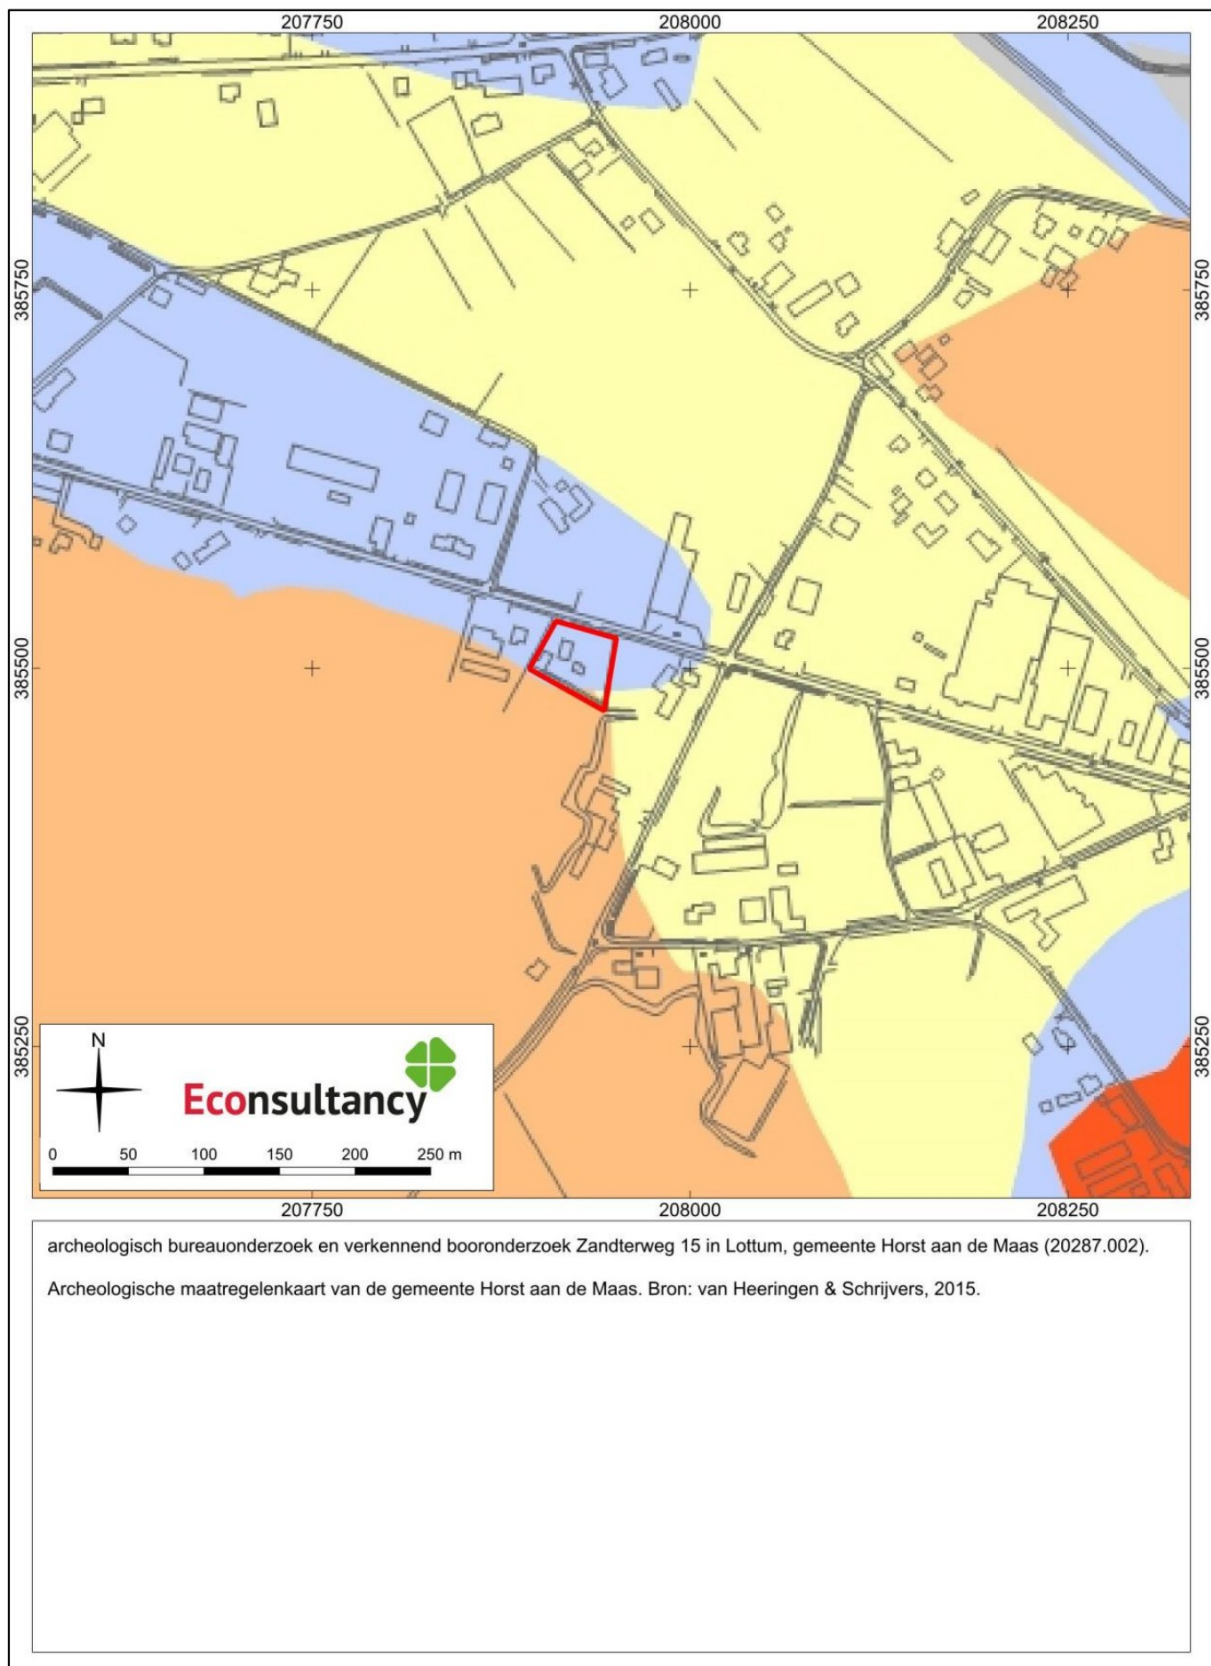 207750 208000 208250
385750 385750
385500 385500
385250 385250
N
Econsultancy
0 50 100 150 200 250 m
207750 208000 208250
archeologisch bureauonderzoek en verkennend booronderzoek Zandterweg 15 in Lottum, gemeente Horst aan de Maas (20287.002).
Archeologische maatregelenkaart van de gemeente Horst aan de Maas. Bron: van Heeringen & Schrijvers, 2015.